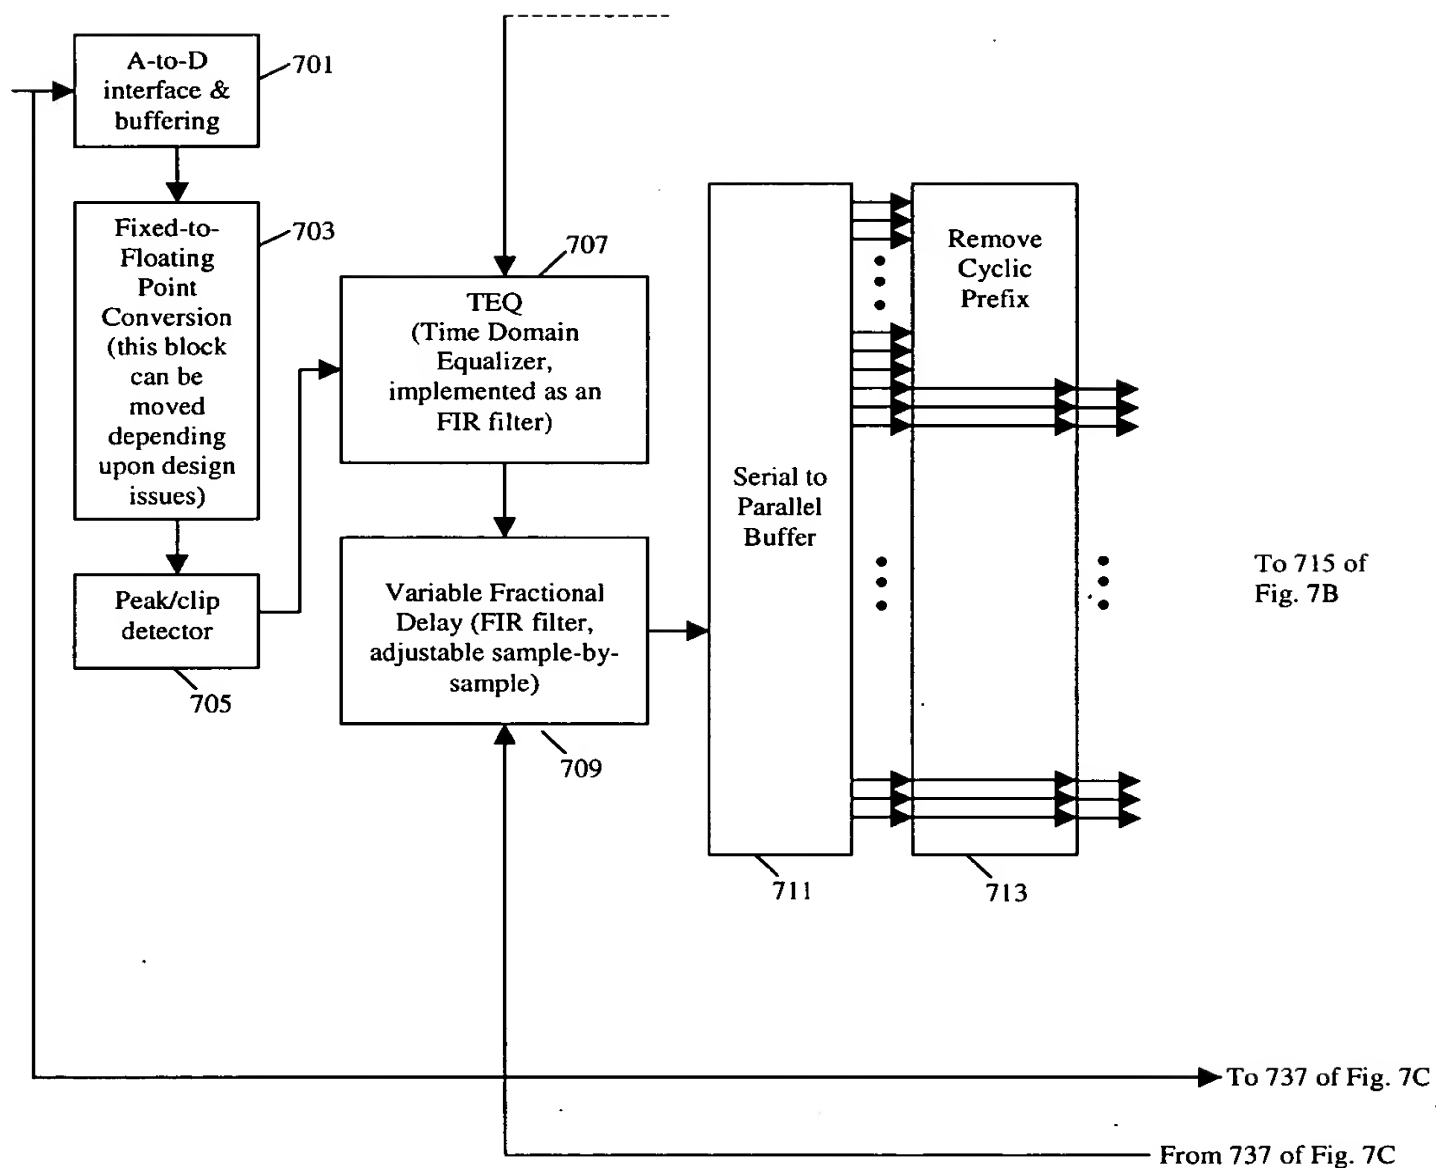 A-to-D
interface &
buffering
701
Fixed-to-
Floating
Point
Conversion
(this block
can be
moved
depending
upon design
issues)
703
Peak/clip
detector
705
TEQ
(Time Domain
Equalizer,
implemented as an
FIR filter)
707
Variable Fractional
Delay (FIR filter,
adjustable sample-by-
sample)
709
Serial to
Parallel
Buffer
711
Remove
Cyclic
Prefix
713
To 715 of
Fig. 7B
To 737 of Fig. 7C
From 737 of Fig. 7C